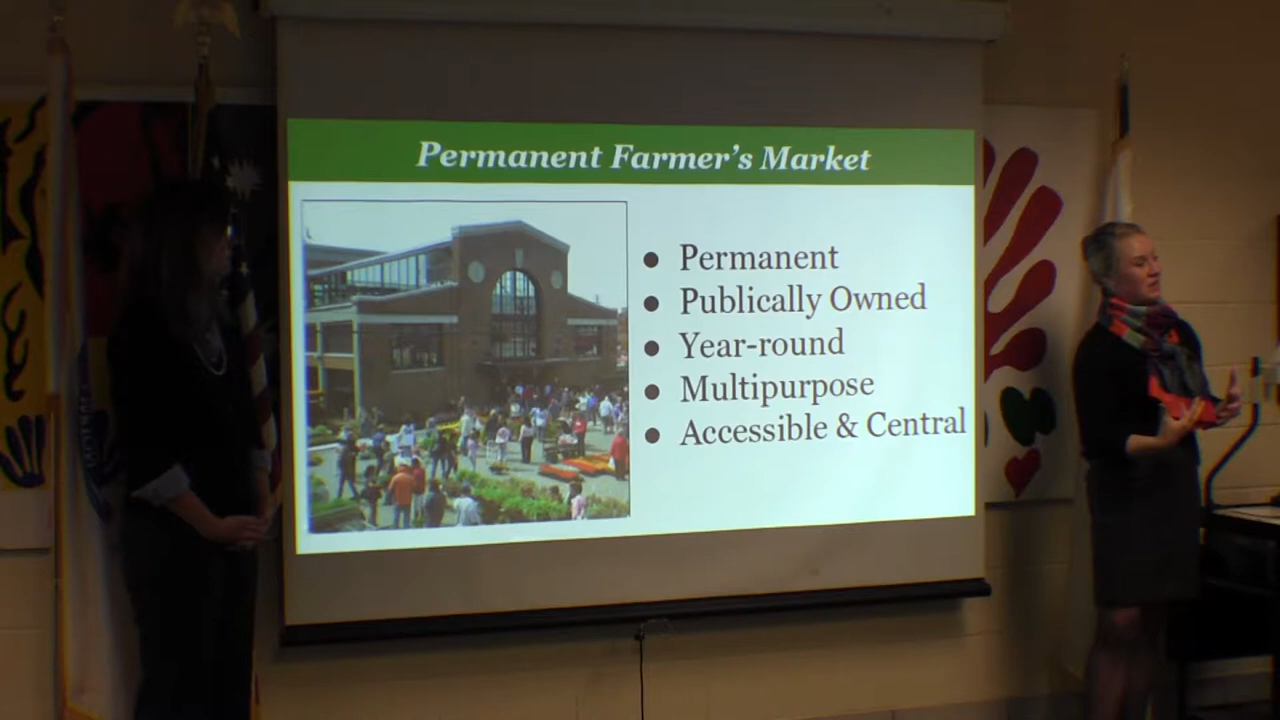 Permanent Farmer's Market
● Permanent
● Publically Owned
● Year-round
● Multipurpose
● Accessible & Central